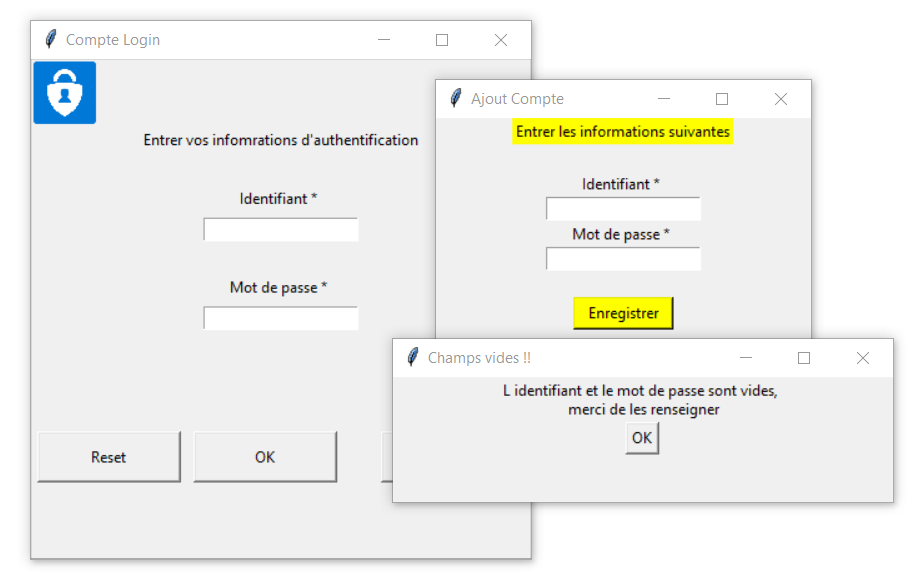 Compte Login
Entrer vos infomrations d'authentification
Identifiant *
Mot de passe *
Reset
OK
Ajout Compte
Entrer les informations suivantes
Identifiant *
Mot de passe *
Enregistrer
Champs vides !!
L identifiant et le mot de passe sont vides,
merci de les renseigner
OK